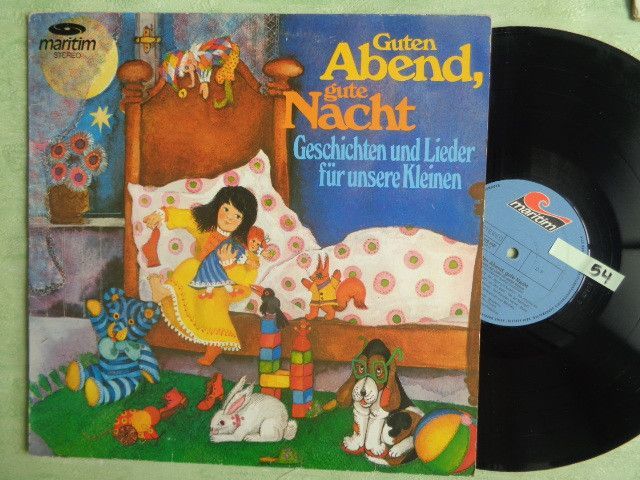 maritim
STEREO
Guten
Abend,
gute
Nacht
Geschichten und Lieder
für unsere Kleinen
maritim
54